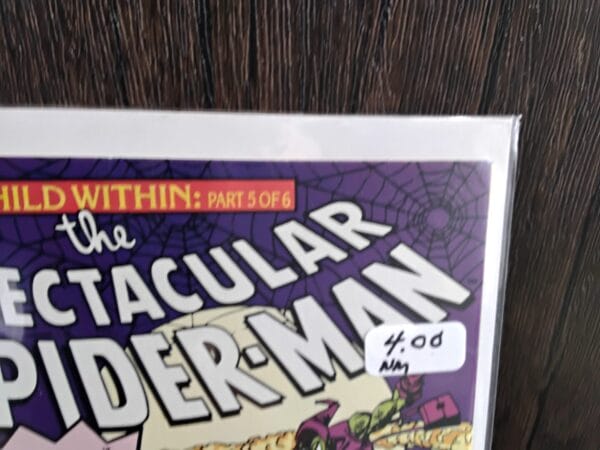 HILD WITHIN: PART 5 OF 6
the
ECTACULAR
PIDER-MAN
4.00
NM